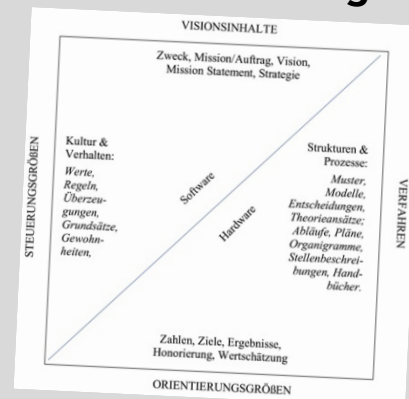 VISIONSINHALTE
Zweck, Mission/Auftrag, Vision,
Mission Statement, Strategie
STEUERUNGSGRÖßEN
Kultur &
Verhalten:
Werte,
Regeln,
Überzeu-
gungen,
Grundsätze,
Gewohn-
heiten,
Software
Hardware
Strukturen &
Prozesse:
Muster,
Modelle,
Entscheidungen,
Theorieansätze;
Abläufe, Pläne,
Organigramme,
Stellenbeschrei-
bungen, Hand-
bücher.
VERFAHREN
Zahlen, Ziele, Ergebnisse,
Honorierung, Wertschätzung
ORIENTIERUNGSGRÖßEN